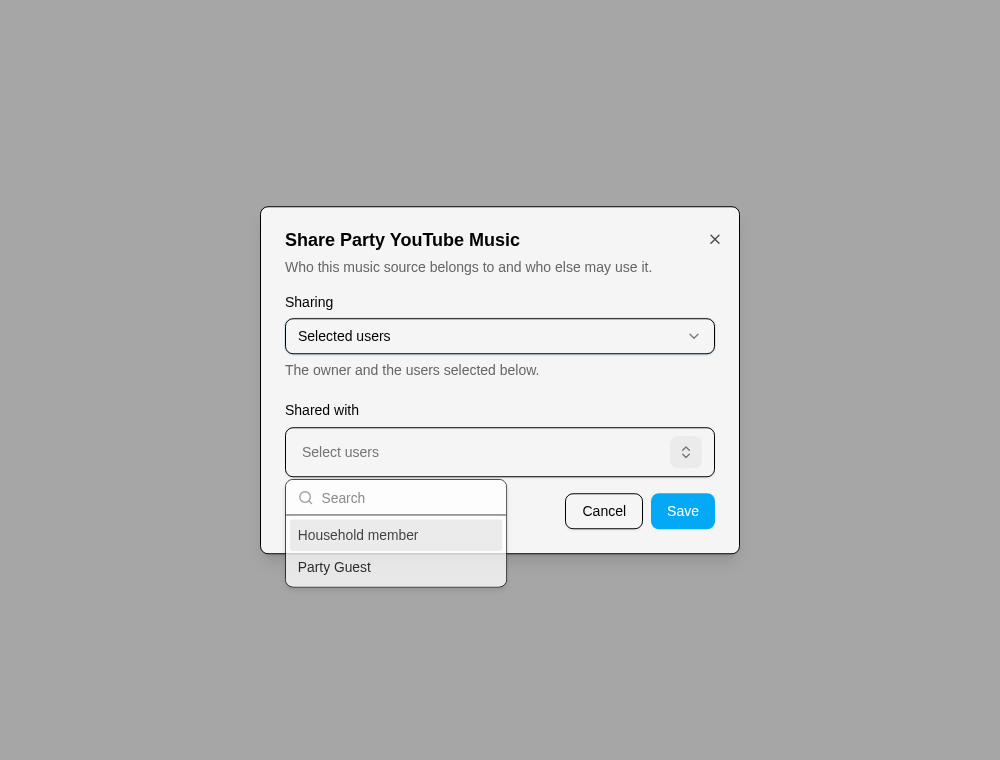 Share Party YouTube Music
Who this music source belongs to and who else may use it.
Sharing
Selected users
The owner and the users selected below.
Shared with
Select users
Search
Cancel
Save
Household member
Party Guest